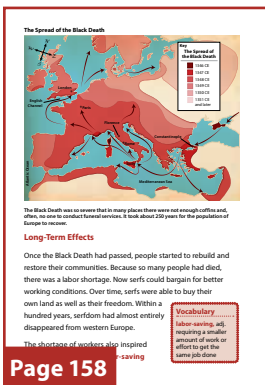 The Spread of the Black Death
Key
The Spread of
the Black Death
1346 CE
1347 CE
1348 CE
1349 CE
1350 CE
1351 CE
and later
London
English
Channel
Paris
Florence
Rome
Constantinople
Mediterranean Sea
The Black Death was so severe that in many places there were not enough coffins and,
often, no one to conduct funeral services. It took about 250 years for the population of
Europe to recover.
Long-Term Effects
Once the Black Death had passed, people started to rebuild and
restore their communities. Because so many people had died,
there was a labor shortage. Now serfs could bargain for better
working conditions. Over time, serfs were able to buy their
own land as well as their freedom. Within a
hundred years, serfdom had almost entirely
disappeared from western Europe.
The shortage of workers also inspired
r-saving
Vocabulary
labor-saving, adj.
requiring a smaller
amount of work or
effort to get the
same job done
Page 158